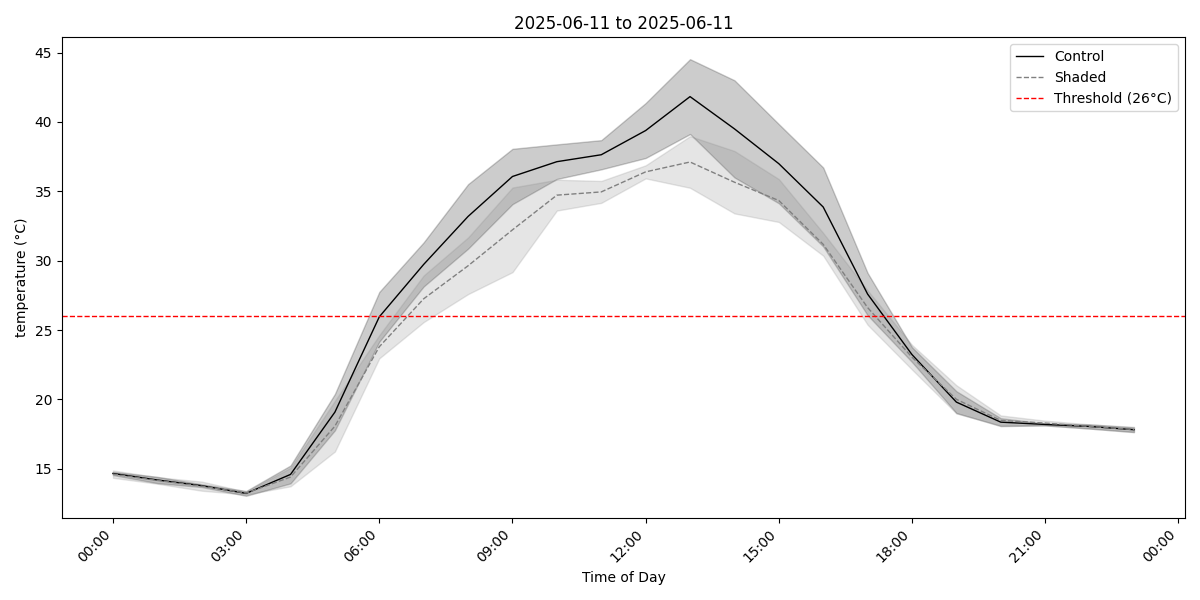 2025-06-11 to 2025-06-11
Control
Shaded
Threshold (26°C)
temperature (°C)
45
40
35
30
25
20
15
00:00
03:00
06:00
09:00
12:00
15:00
18:00
21:00
00:00
Time of Day